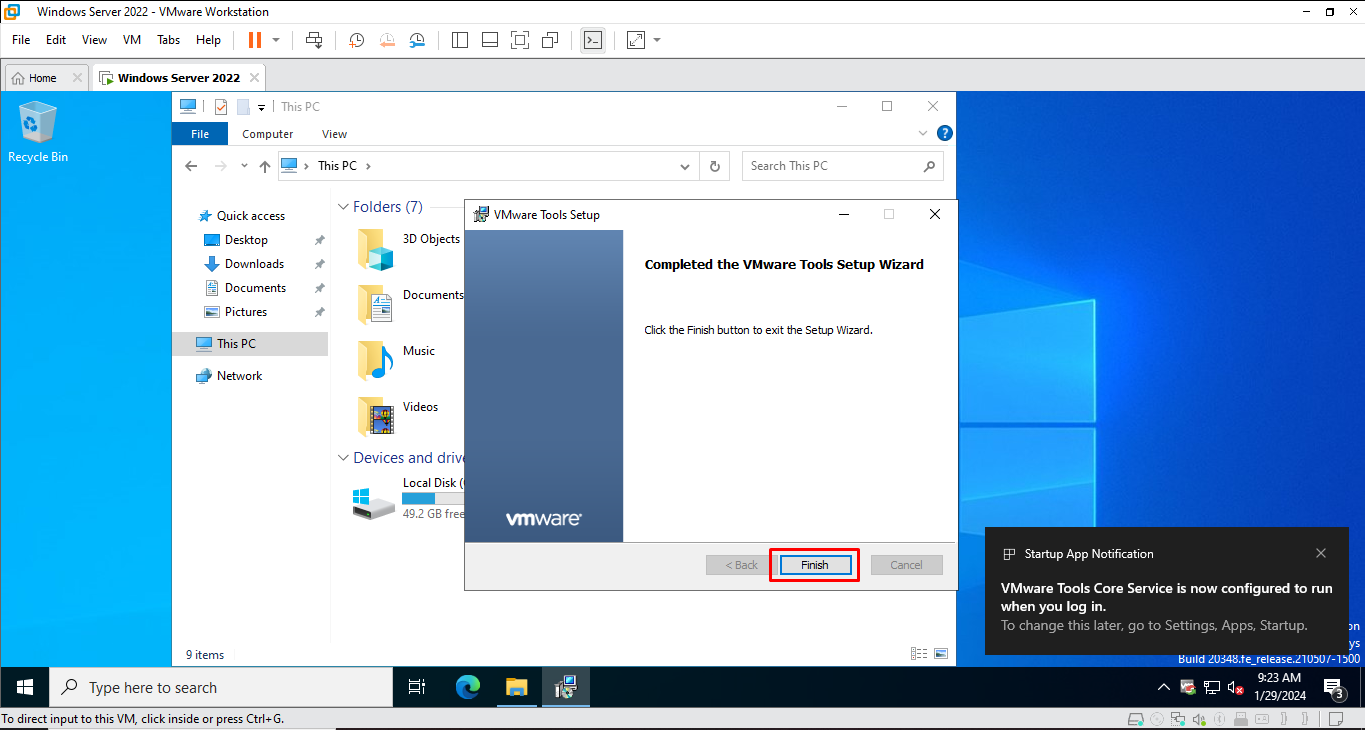 Windows Server 2022 - VMware Workstation
File Edit View VM Tabs Help
Home
Windows Server 2022
Recycle Bin
This PC
File Computer View
This PC
Search This PC
Quick access
Desktop
Downloads
Documents
Pictures
This PC
Network
Folders (7)
3D Objects
Documents
Music
Videos
Devices and drive
Local Disk (
49.2 GB free
9 items
VMware Tools Setup
Completed the VMware Tools Setup Wizard
Click the Finish button to exit the Setup Wizard.
vmware
< Back Finish Cancel
Startup App Notification
VMware Tools Core Service is now configured to run
when you log in.
To change this later, go to Settings, Apps, Startup.
on
ys
Build 20348.fe_release.210507-1500
Type here to search
9:23 AM
1/29/2024
3
To direct input to this VM, click inside or press Ctrl+G.